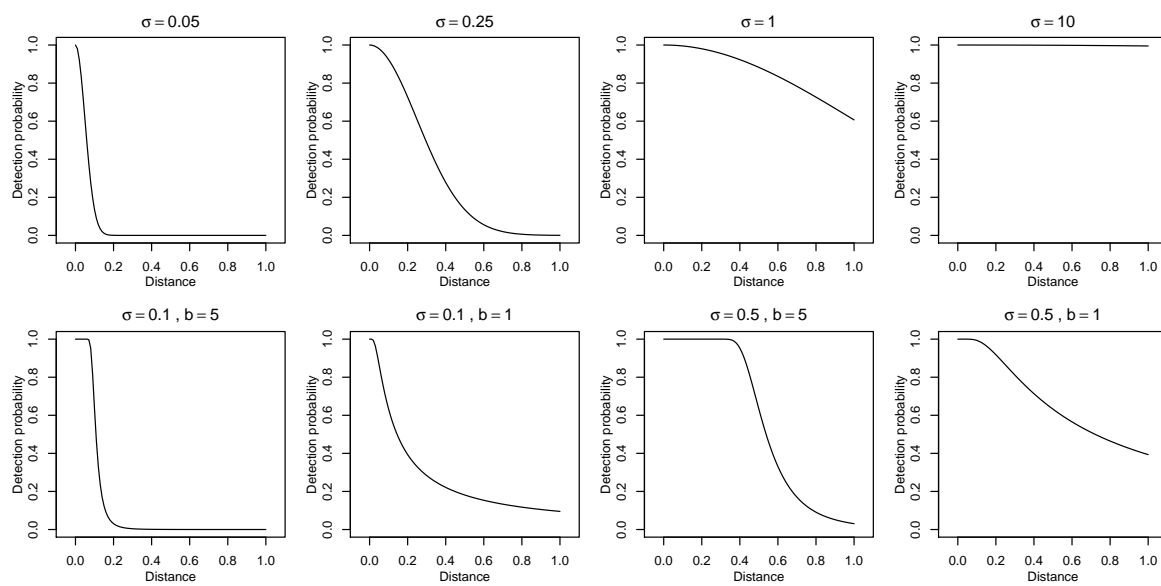 σ = 0.05
Detection probability
0.0 0.2 0.4 0.6 0.8 1.0
0.0 0.2 0.4 0.6 0.8 1.0
Distance
σ = 0.25
Detection probability
0.0 0.2 0.4 0.6 0.8 1.0
0.0 0.2 0.4 0.6 0.8 1.0
Distance
σ = 1
Detection probability
0.0 0.2 0.4 0.6 0.8 1.0
0.0 0.2 0.4 0.6 0.8 1.0
Distance
σ = 10
Detection probability
0.0 0.2 0.4 0.6 0.8 1.0
0.0 0.2 0.4 0.6 0.8 1.0
Distance
σ = 0.1 , b = 5
Detection probability
0.0 0.2 0.4 0.6 0.8 1.0
0.0 0.2 0.4 0.6 0.8 1.0
Distance
σ = 0.1 , b = 1
Detection probability
0.0 0.2 0.4 0.6 0.8 1.0
0.0 0.2 0.4 0.6 0.8 1.0
Distance
σ = 0.5 , b = 5
Detection probability
0.0 0.2 0.4 0.6 0.8 1.0
0.0 0.2 0.4 0.6 0.8 1.0
Distance
σ = 0.5 , b = 1
Detection probability
0.0 0.2 0.4 0.6 0.8 1.0
0.0 0.2 0.4 0.6 0.8 1.0
Distance